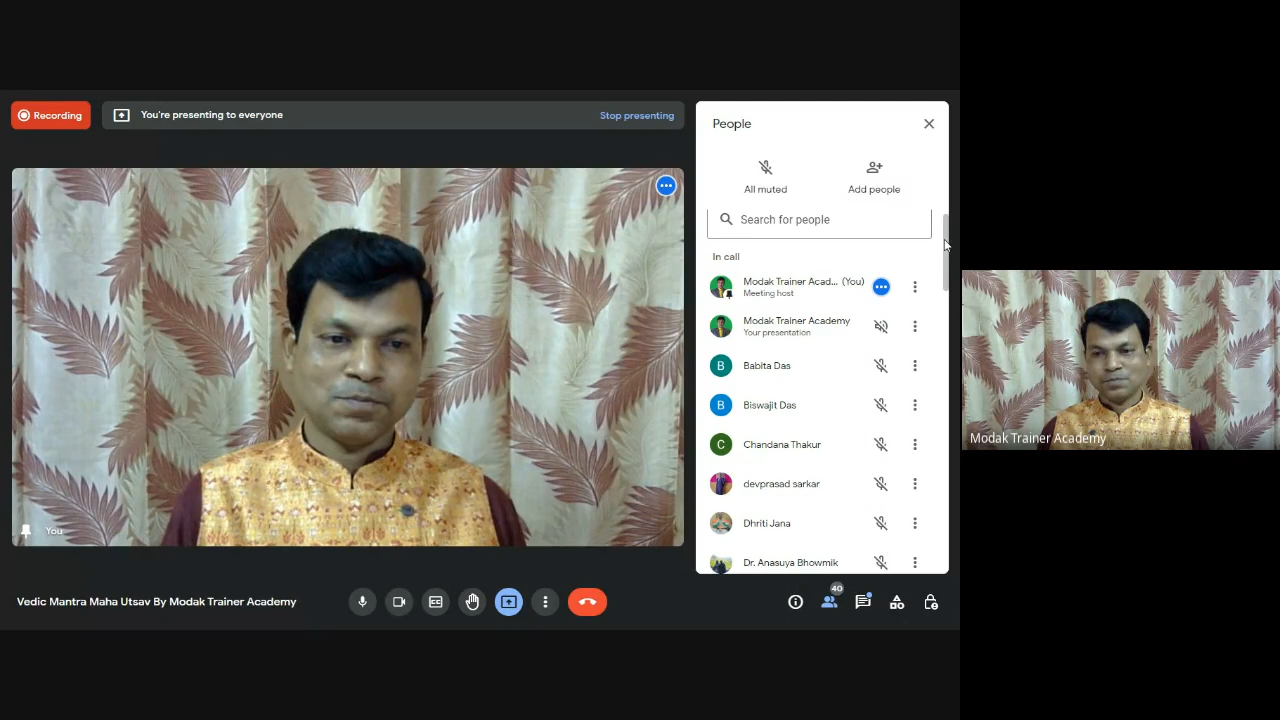 Recording
You're presenting to everyone
Stop presenting
You
People
All muted
Add people
Search for people
In call
Modak Trainer Acad... (You)
Meeting host
Modak Trainer Academy
Your presentation
B
Babita Das
B
Biswajit Das
C
Chandana Thakur
devprasad sarkar
Dhriti Jana
Dr. Anasuya Bhowmik
Vedic Mantra Maha Utsav By Modak Trainer Academy
40
Modak Trainer Academy